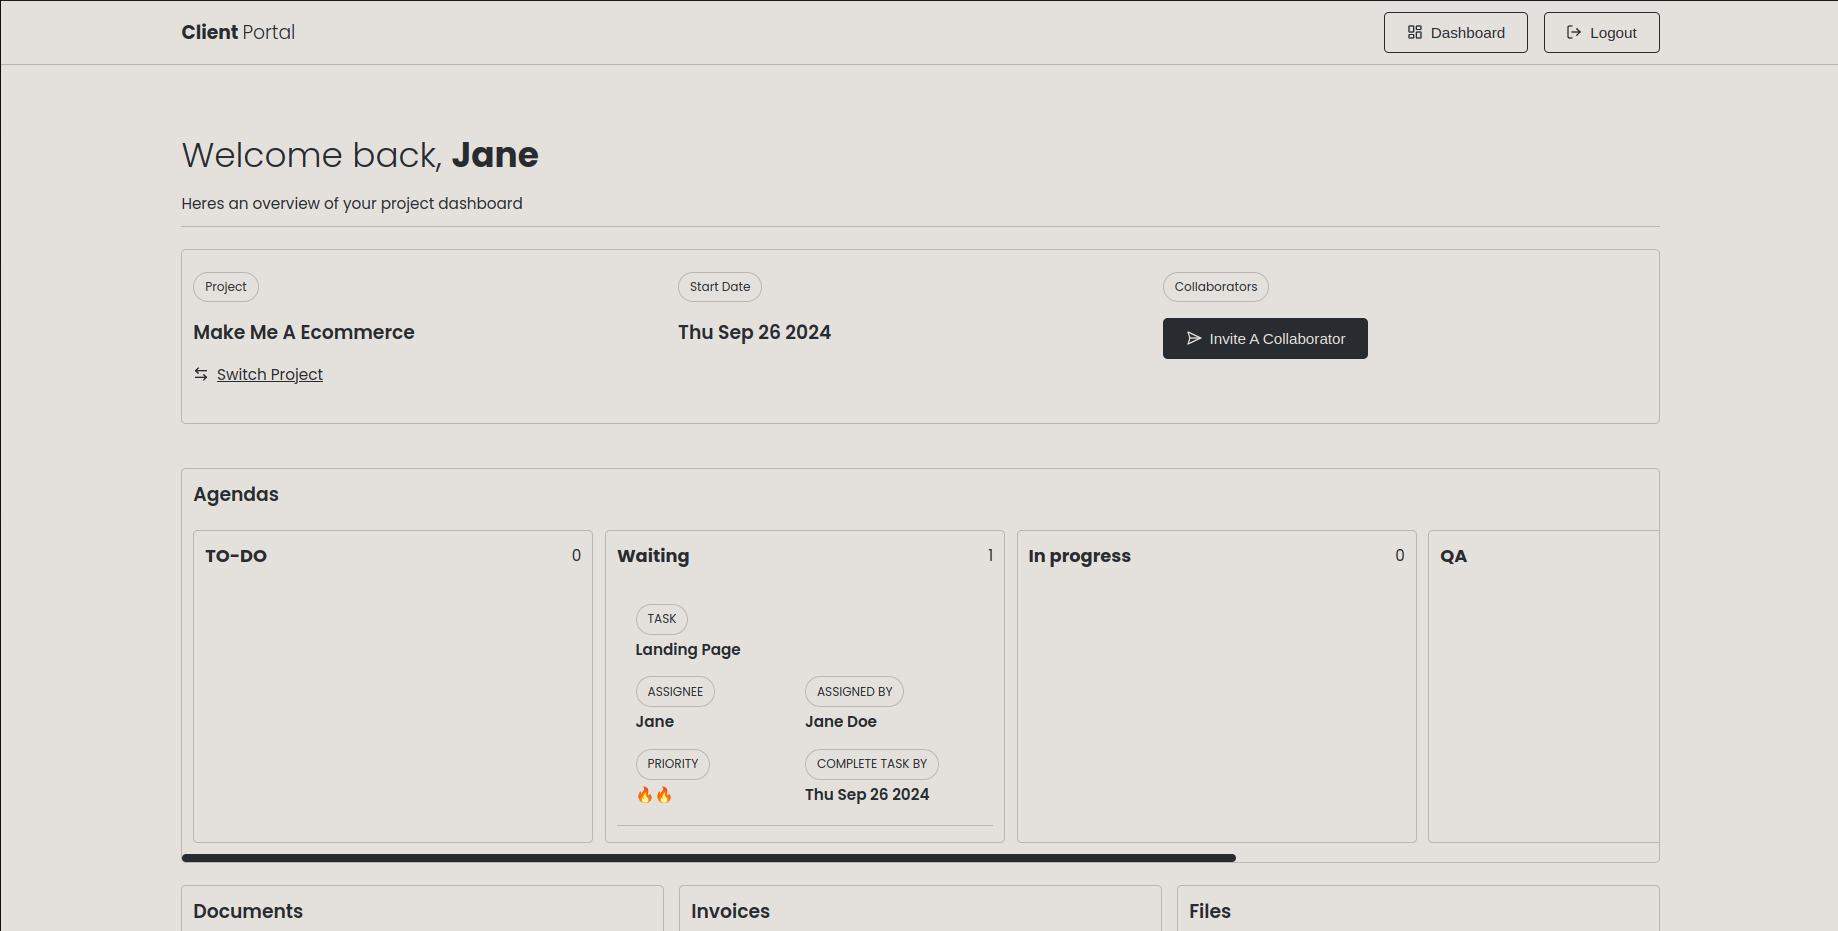 Client Portal
Dashboard
Logout
Welcome back, Jane
Heres an overview of your project dashboard
Project
Start Date
Collaborators
Make Me A Ecommerce
Thu Sep 26 2024
Invite A Collaborator
Switch Project
Agendas
TO-DO 0
Waiting 1
In progress 0
QA
TASK
Landing Page
ASSIGNEE
ASSIGNED BY
Jane
Jane Doe
PRIORITY
COMPLETE TASK BY
🔥🔥
Thu Sep 26 2024
Documents
Invoices
Files